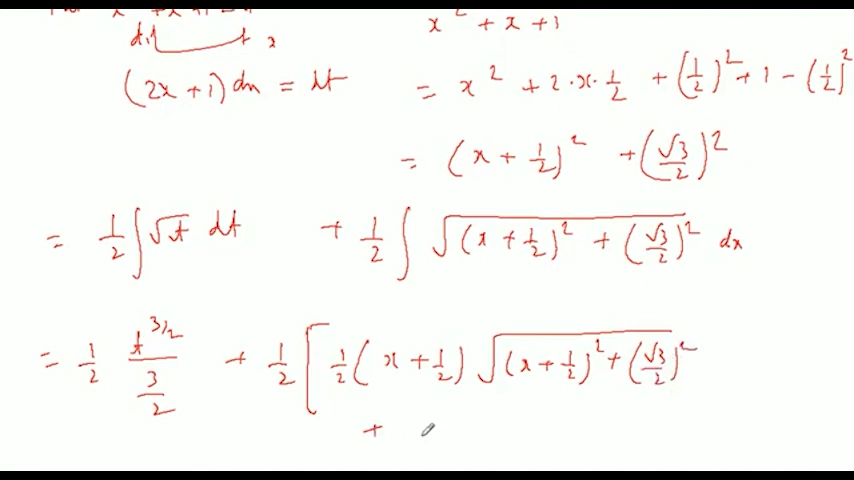 x² + x + 1
(2x + 1) dx = dt
= x² + 2·x·1/2 + (1/2)² + 1 − (1/2)²
= (x + 1/2)² + (√3/2)²
= 1/2 ∫ √t dt + 1/2 ∫ √((x + 1/2)² + (√3/2)²) dx
= 1/2 t^(3/2)/(3/2) + 1/2 [ 1/2 (x + 1/2) √((x + 1/2)² + (√3/2)²)
+